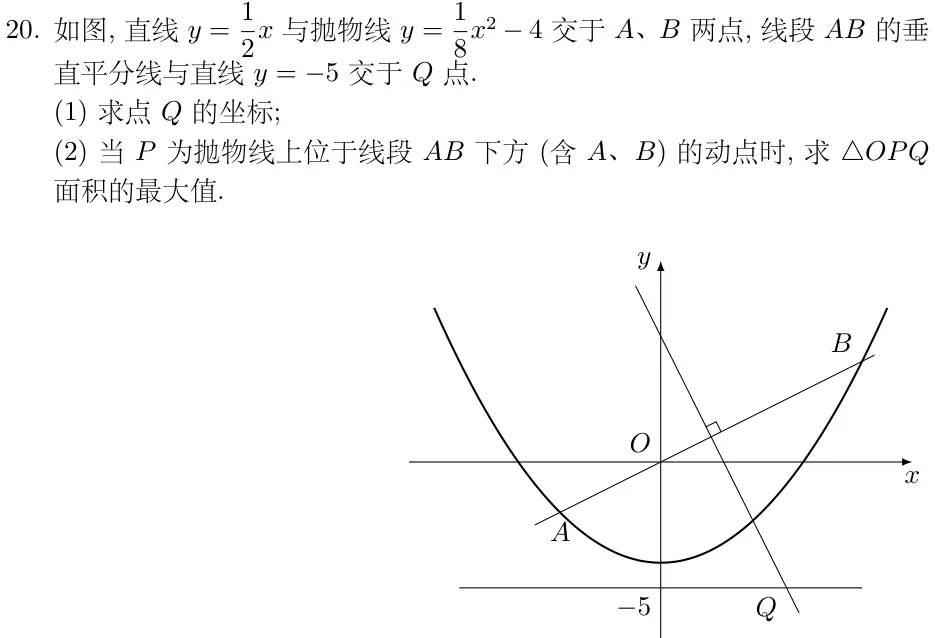 20. 如图, 直线 y = \frac{1}{2}x 与抛物线 y = \frac{1}{8}x² − 4 交于 A、B 两点, 线段 AB 的垂
直平分线与直线 y = −5 交于 Q 点.
(1) 求点 Q 的坐标;
(2) 当 P 为抛物线上位于线段 AB 下方 (含 A、B) 的动点时, 求 △OPQ
面积的最大值.
y
B
O
x
A
−5
Q